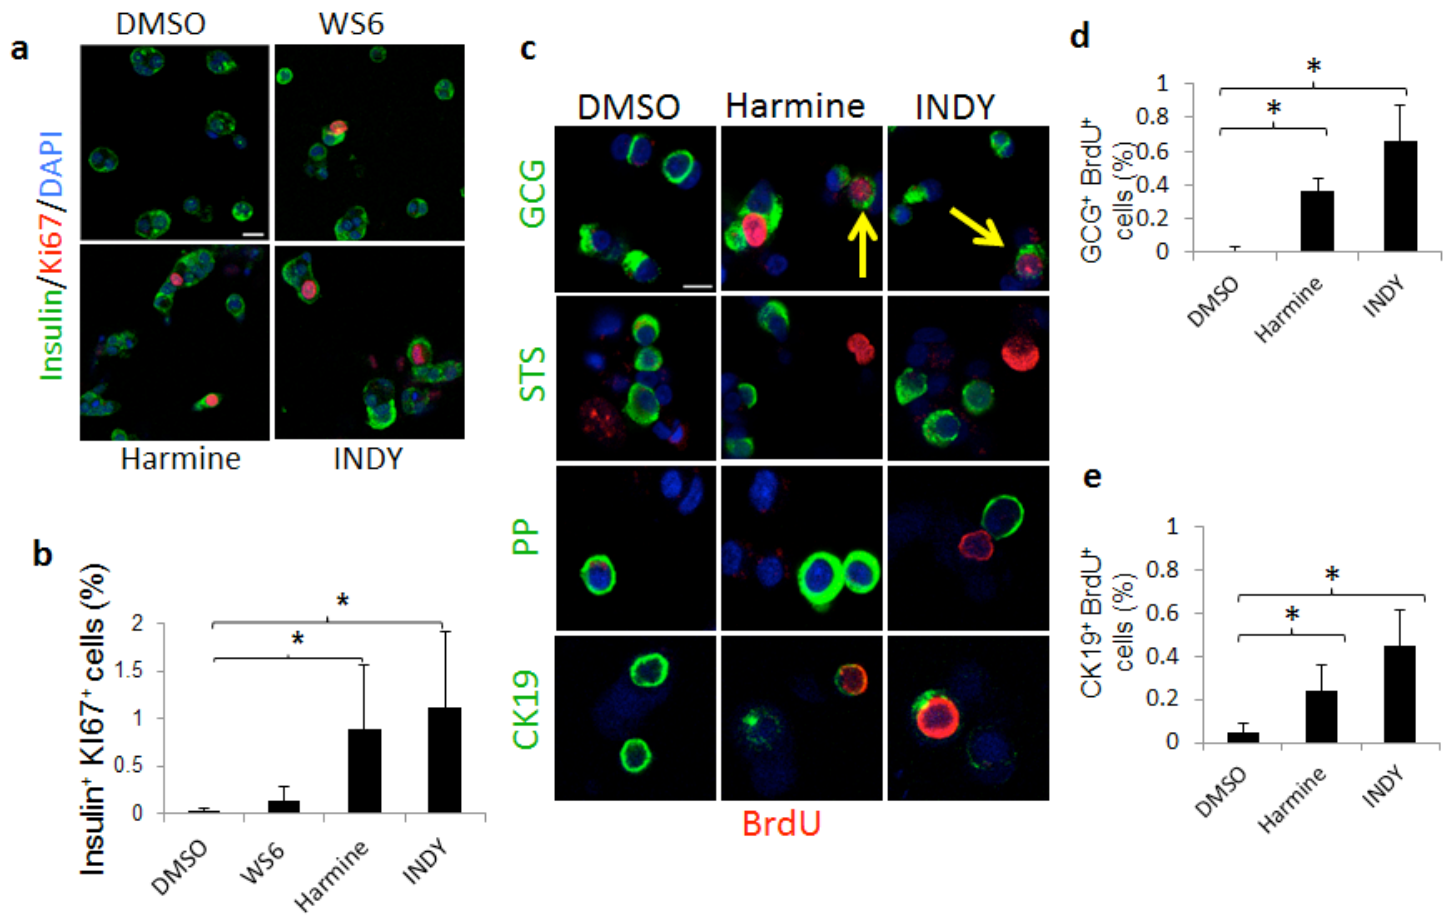 a
DMSO WS6
Insulin/Ki67/DAPI
Harmine INDY
b
Insulin⁺ KI67⁺ cells (%)
2
1.5
1
0.5
0
*
*
DMSO
WS6
Harmine
INDY
c
DMSO Harmine INDY
GCG
STS
PP
CK19
BrdU
d
GCG⁺ BrdU⁺
cells (%)
1
0.8
0.6
0.4
0.2
0
*
*
DMSO
Harmine
INDY
e
CK19⁺ BrdU⁺
cells (%)
1
0.8
0.6
0.4
0.2
0
*
*
DMSO
Harmine
INDY